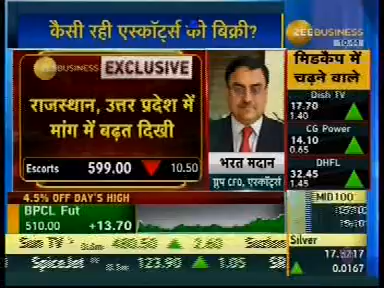 कैसी रही एस्कॉर्ट्स की बिक्री?
ZEE BUSINESS
10:44
ZEE BUSINESS EXCLUSIVE
राजस्थान, उत्तर प्रदेश में
मांग में बढ़त दिखी
Escorts 599.00 10.50
भरत मदान
ग्रुप CFO, एस्कॉर्ट्स
मिडकैप में
चढ़ने वाले
Dish TV
17.70
1.40
CG Power
14.10
0.65
DHFL
32.45
1.45
4.5% OFF DAY'S HIGH
BPCL Fut
510.00 +13.70
MID100
Silver
0.0167
Sun TV 480.50 2.60
SpiceJet 123.90 1.05